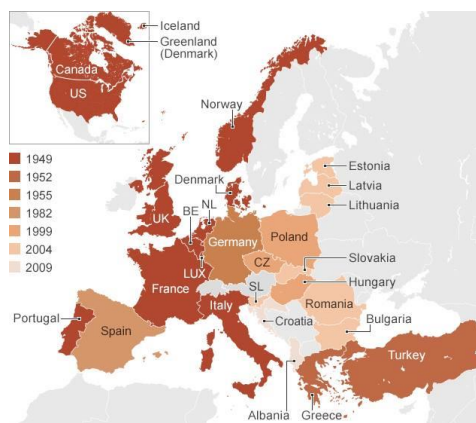 Iceland
Greenland
(Denmark)
Canada
US
Norway
1949
1952
1955
1982
1999
2004
2009
Estonia
Latvia
Lithuania
Denmark
NL
BE
UK
Germany
Poland
CZ
Slovakia
Hungary
LUX
France
SL
Romania
Italy
Portugal
Spain
Croatia
Bulgaria
Turkey
Albania
Greece